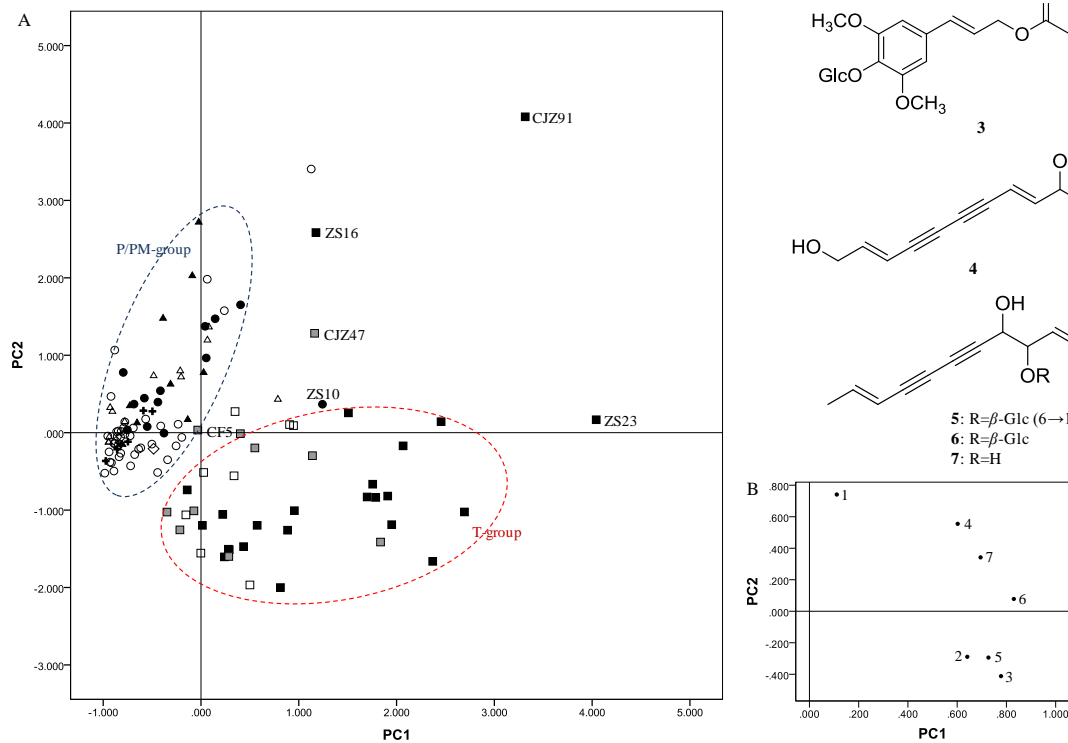 A
5.000
4.000
3.000
2.000
1.000
.000
-1.000
-2.000
-3.000
PC2
-1.000 .000 1.000 2.000 3.000 4.000 5.000
PC1
CJZ91
ZS16
P/PM-group
CJZ47
ZS10
CF5
ZS23
T-group
H₃CO
O
GlcO
OCH₃
3
O
HO
4
OH
OR
5: R=β-Glc (6→
6: R=β-Glc
7: R=H
B
.800
.600
.400
.200
.000
-.200
-.400
PC2
1
4
7
6
2
5
3
.000 .200 .400 .600 .800 1.000
PC1